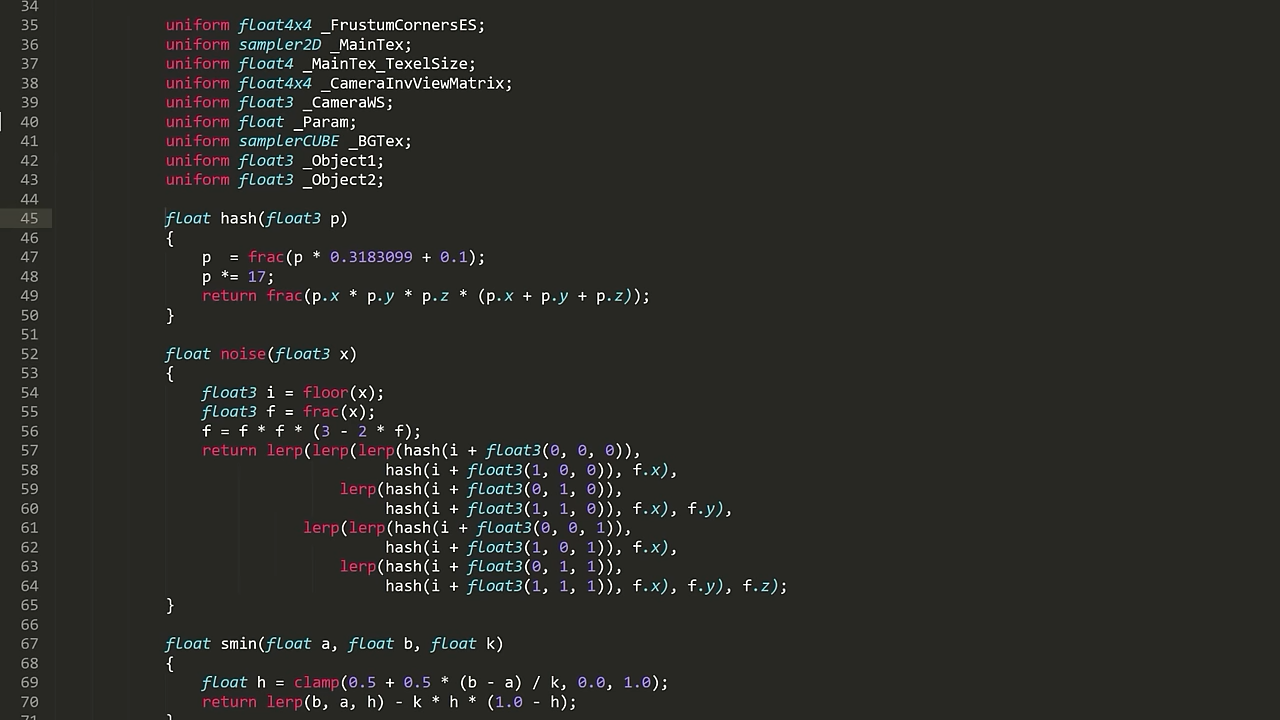 34
35 uniform float4x4 _FrustumCornersES;
36 uniform sampler2D _MainTex;
37 uniform float4 _MainTex_TexelSize;
38 uniform float4x4 _CameraInvViewMatrix;
39 uniform float3 _CameraWS;
40 uniform float _Param;
41 uniform samplerCUBE _BGTex;
42 uniform float3 _Object1;
43 uniform float3 _Object2;
44
45 float hash(float3 p)
46 {
47 p  = frac(p * 0.3183099 + 0.1);
48 p *= 17;
49 return frac(p.x * p.y * p.z * (p.x + p.y + p.z));
50 }
51
52 float noise(float3 x)
53 {
54 float3 i = floor(x);
55 float3 f = frac(x);
56 f = f * f * (3 - 2 * f);
57 return lerp(lerp(lerp(hash(i + float3(0, 0, 0)),
58 hash(i + float3(1, 0, 0)), f.x),
59 lerp(hash(i + float3(0, 1, 0)),
60 hash(i + float3(1, 1, 0)), f.x), f.y),
61 lerp(lerp(hash(i + float3(0, 0, 1)),
62 hash(i + float3(1, 0, 1)), f.x),
63 lerp(hash(i + float3(0, 1, 1)),
64 hash(i + float3(1, 1, 1)), f.x), f.y), f.z);
65 }
66
67 float smin(float a, float b, float k)
68 {
69 float h = clamp(0.5 + 0.5 * (b - a) / k, 0.0, 1.0);
70 return lerp(b, a, h) - k * h * (1.0 - h);
71 }